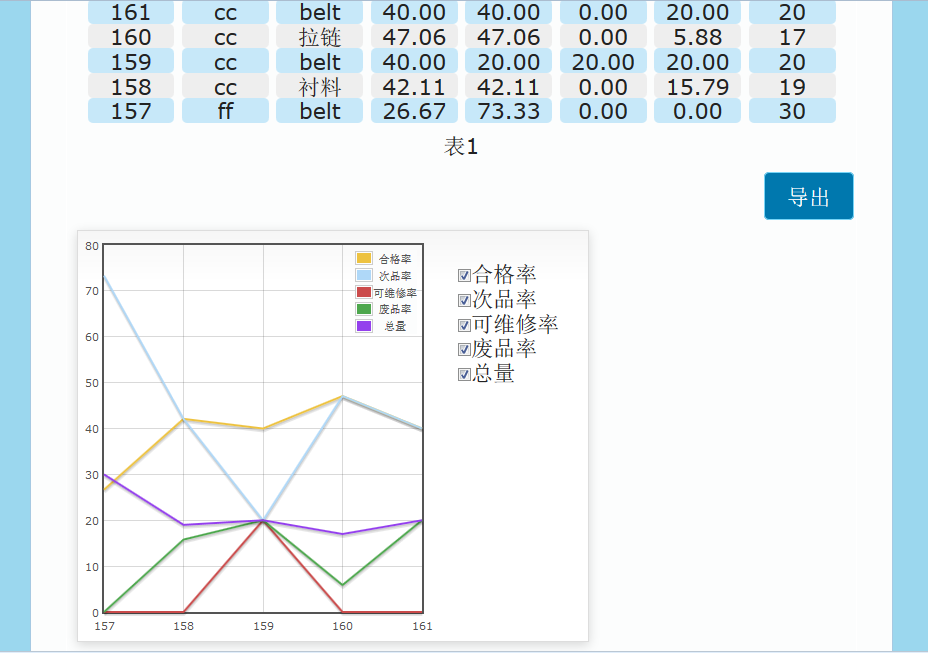 161 cc belt 40.00 40.00 0.00 20.00 20
160 cc 拉链 47.06 47.06 0.00 5.88 17
159 cc belt 40.00 20.00 20.00 20.00 20
158 cc 衬料 42.11 42.11 0.00 15.79 19
157 ff belt 26.67 73.33 0.00 0.00 30
表1
导出
80
70
60
50
40
30
20
10
0
157 158 159 160 161
合格率
次品率
可维修率
废品率
总量
合格率
次品率
可维修率
废品率
总量